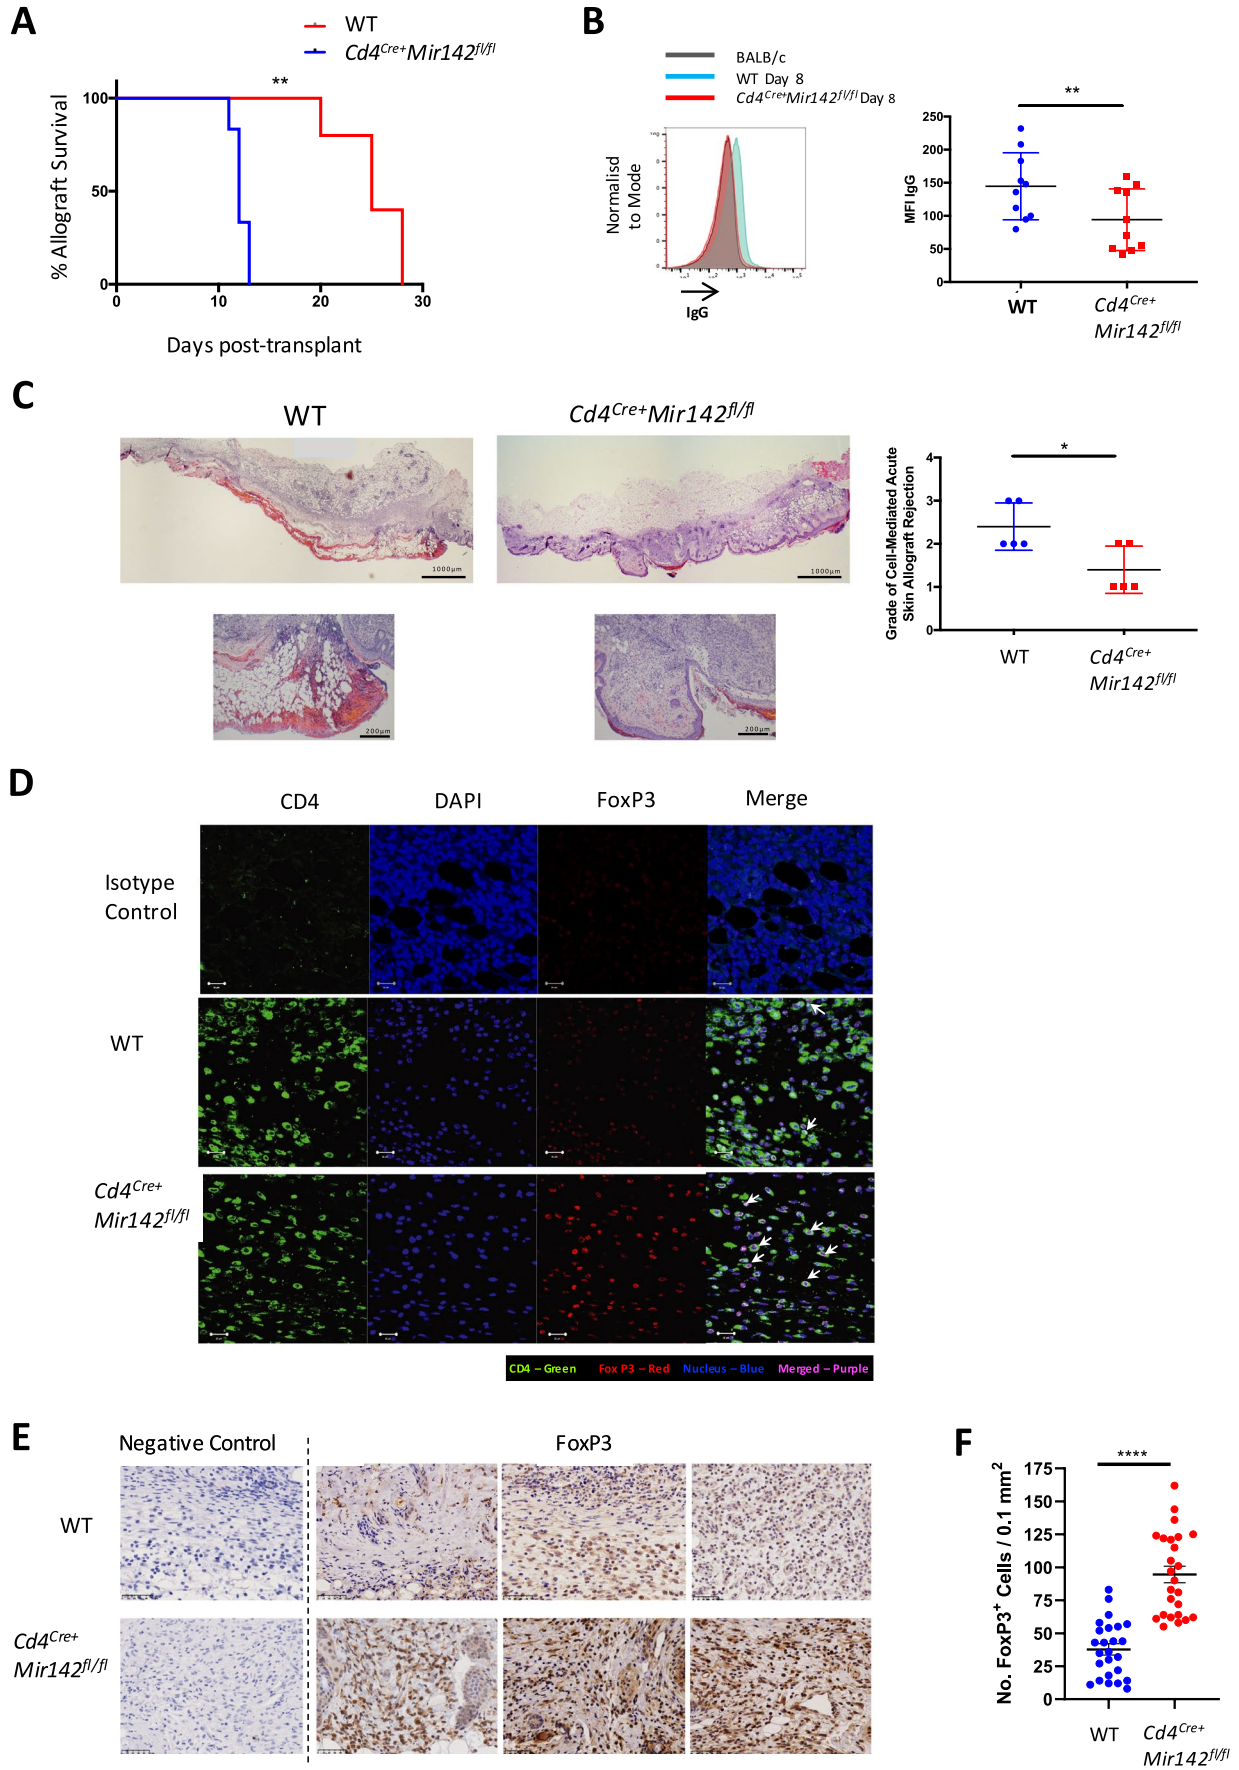 A
WT
Cd4Cre+Mir142fl/fl
**
% Allograft Survival
100
50
0
0
10
20
30
Days post-transplant
B
BALB/c
WT Day 8
Cd4Cre+Mir142fl/fl Day 8
Normalisd
to Mode
IgG
**
MFI IgG
250
200
150
100
50
0
WT
Cd4Cre+
Mir142fl/fl
C
WT
Cd4Cre+Mir142fl/fl
1000µm
1000µm
200µm
200µm
*
Grade of Cell-Mediated Acute
Skin Allograft Rejection
4
3
2
1
0
WT
Cd4Cre+
Mir142fl/fl
D
CD4
DAPI
FoxP3
Merge
Isotype
Control
WT
Cd4Cre+
Mir142fl/fl
CD4 – Green Fox P3 – Red Nucleus – Blue Merged – Purple
E
Negative Control
FoxP3
WT
Cd4Cre+
Mir142fl/fl
F
****
No. FoxP3+ Cells / 0.1 mm2
175
150
125
100
75
50
25
0
WT
Cd4Cre+
Mir142fl/fl